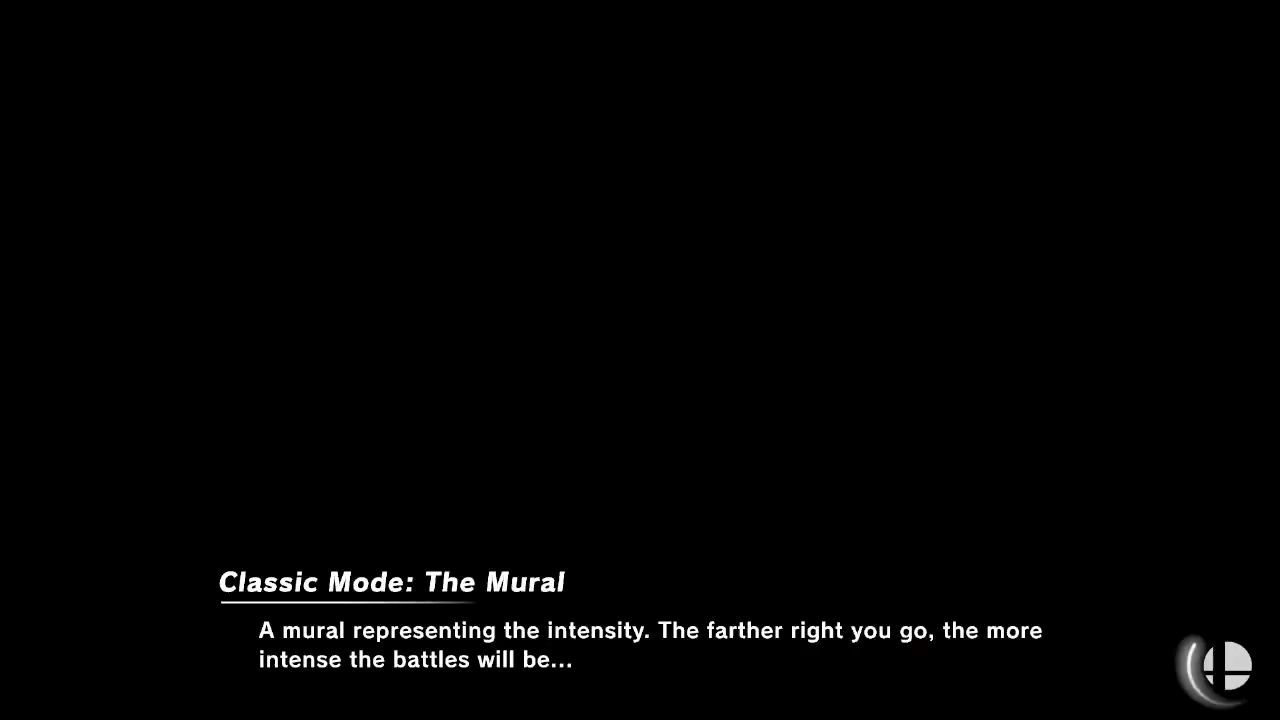 Classic Mode: The Mural
A mural representing the intensity. The farther right you go, the more
intense the battles will be...